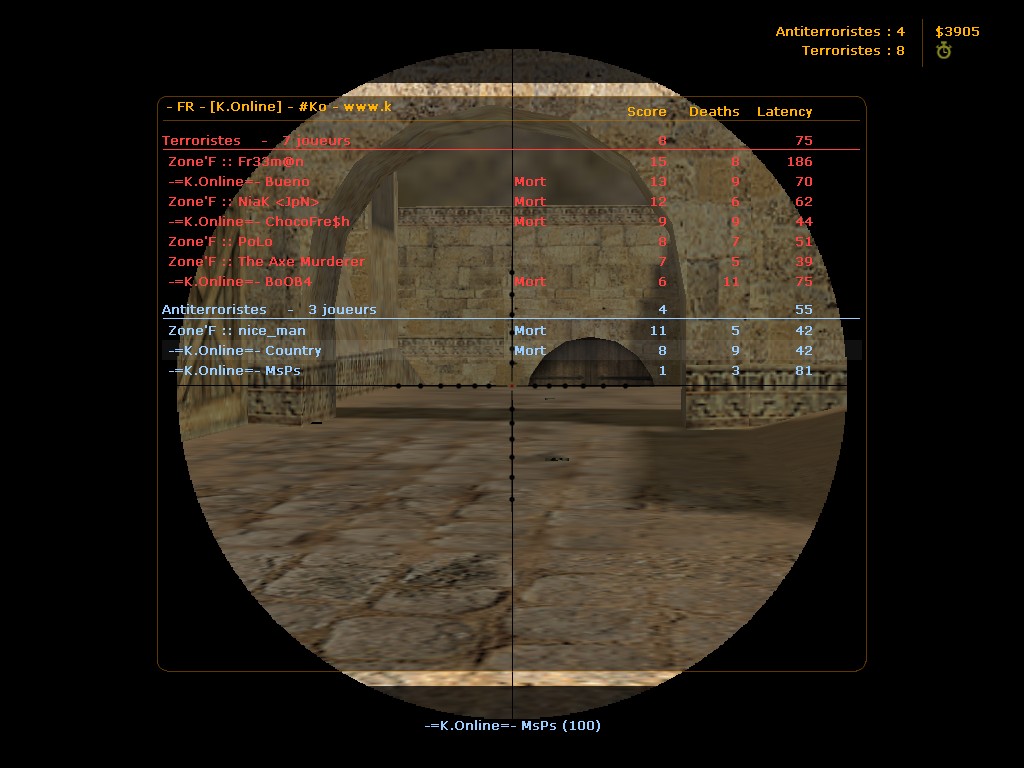 Antiterroristes : 4 $3905
Terroristes : 8
- FR - [K.Online] - #Ko - www.k Score Deaths Latency
Terroristes - 7 joueurs 8 75
Zone'F :: Fr33m@n 15 8 186
-=K.Online=- Bueno Mort 13 9 70
Zone'F :: NiaK <JpN> Mort 12 6 62
-=K.Online=- ChocoFre$h Mort 9 9 44
Zone'F :: PoLo 8 7 51
Zone'F :: The Axe Murderer 7 5 39
-=K.Online=- BoOB4 Mort 6 11 75
Antiterroristes - 3 joueurs 4 55
Zone'F :: nice_man Mort 11 5 42
-=K.Online=- Country Mort 8 9 42
-=K.Online=- MsPs 1 3 81
-=K.Online=- MsPs (100)